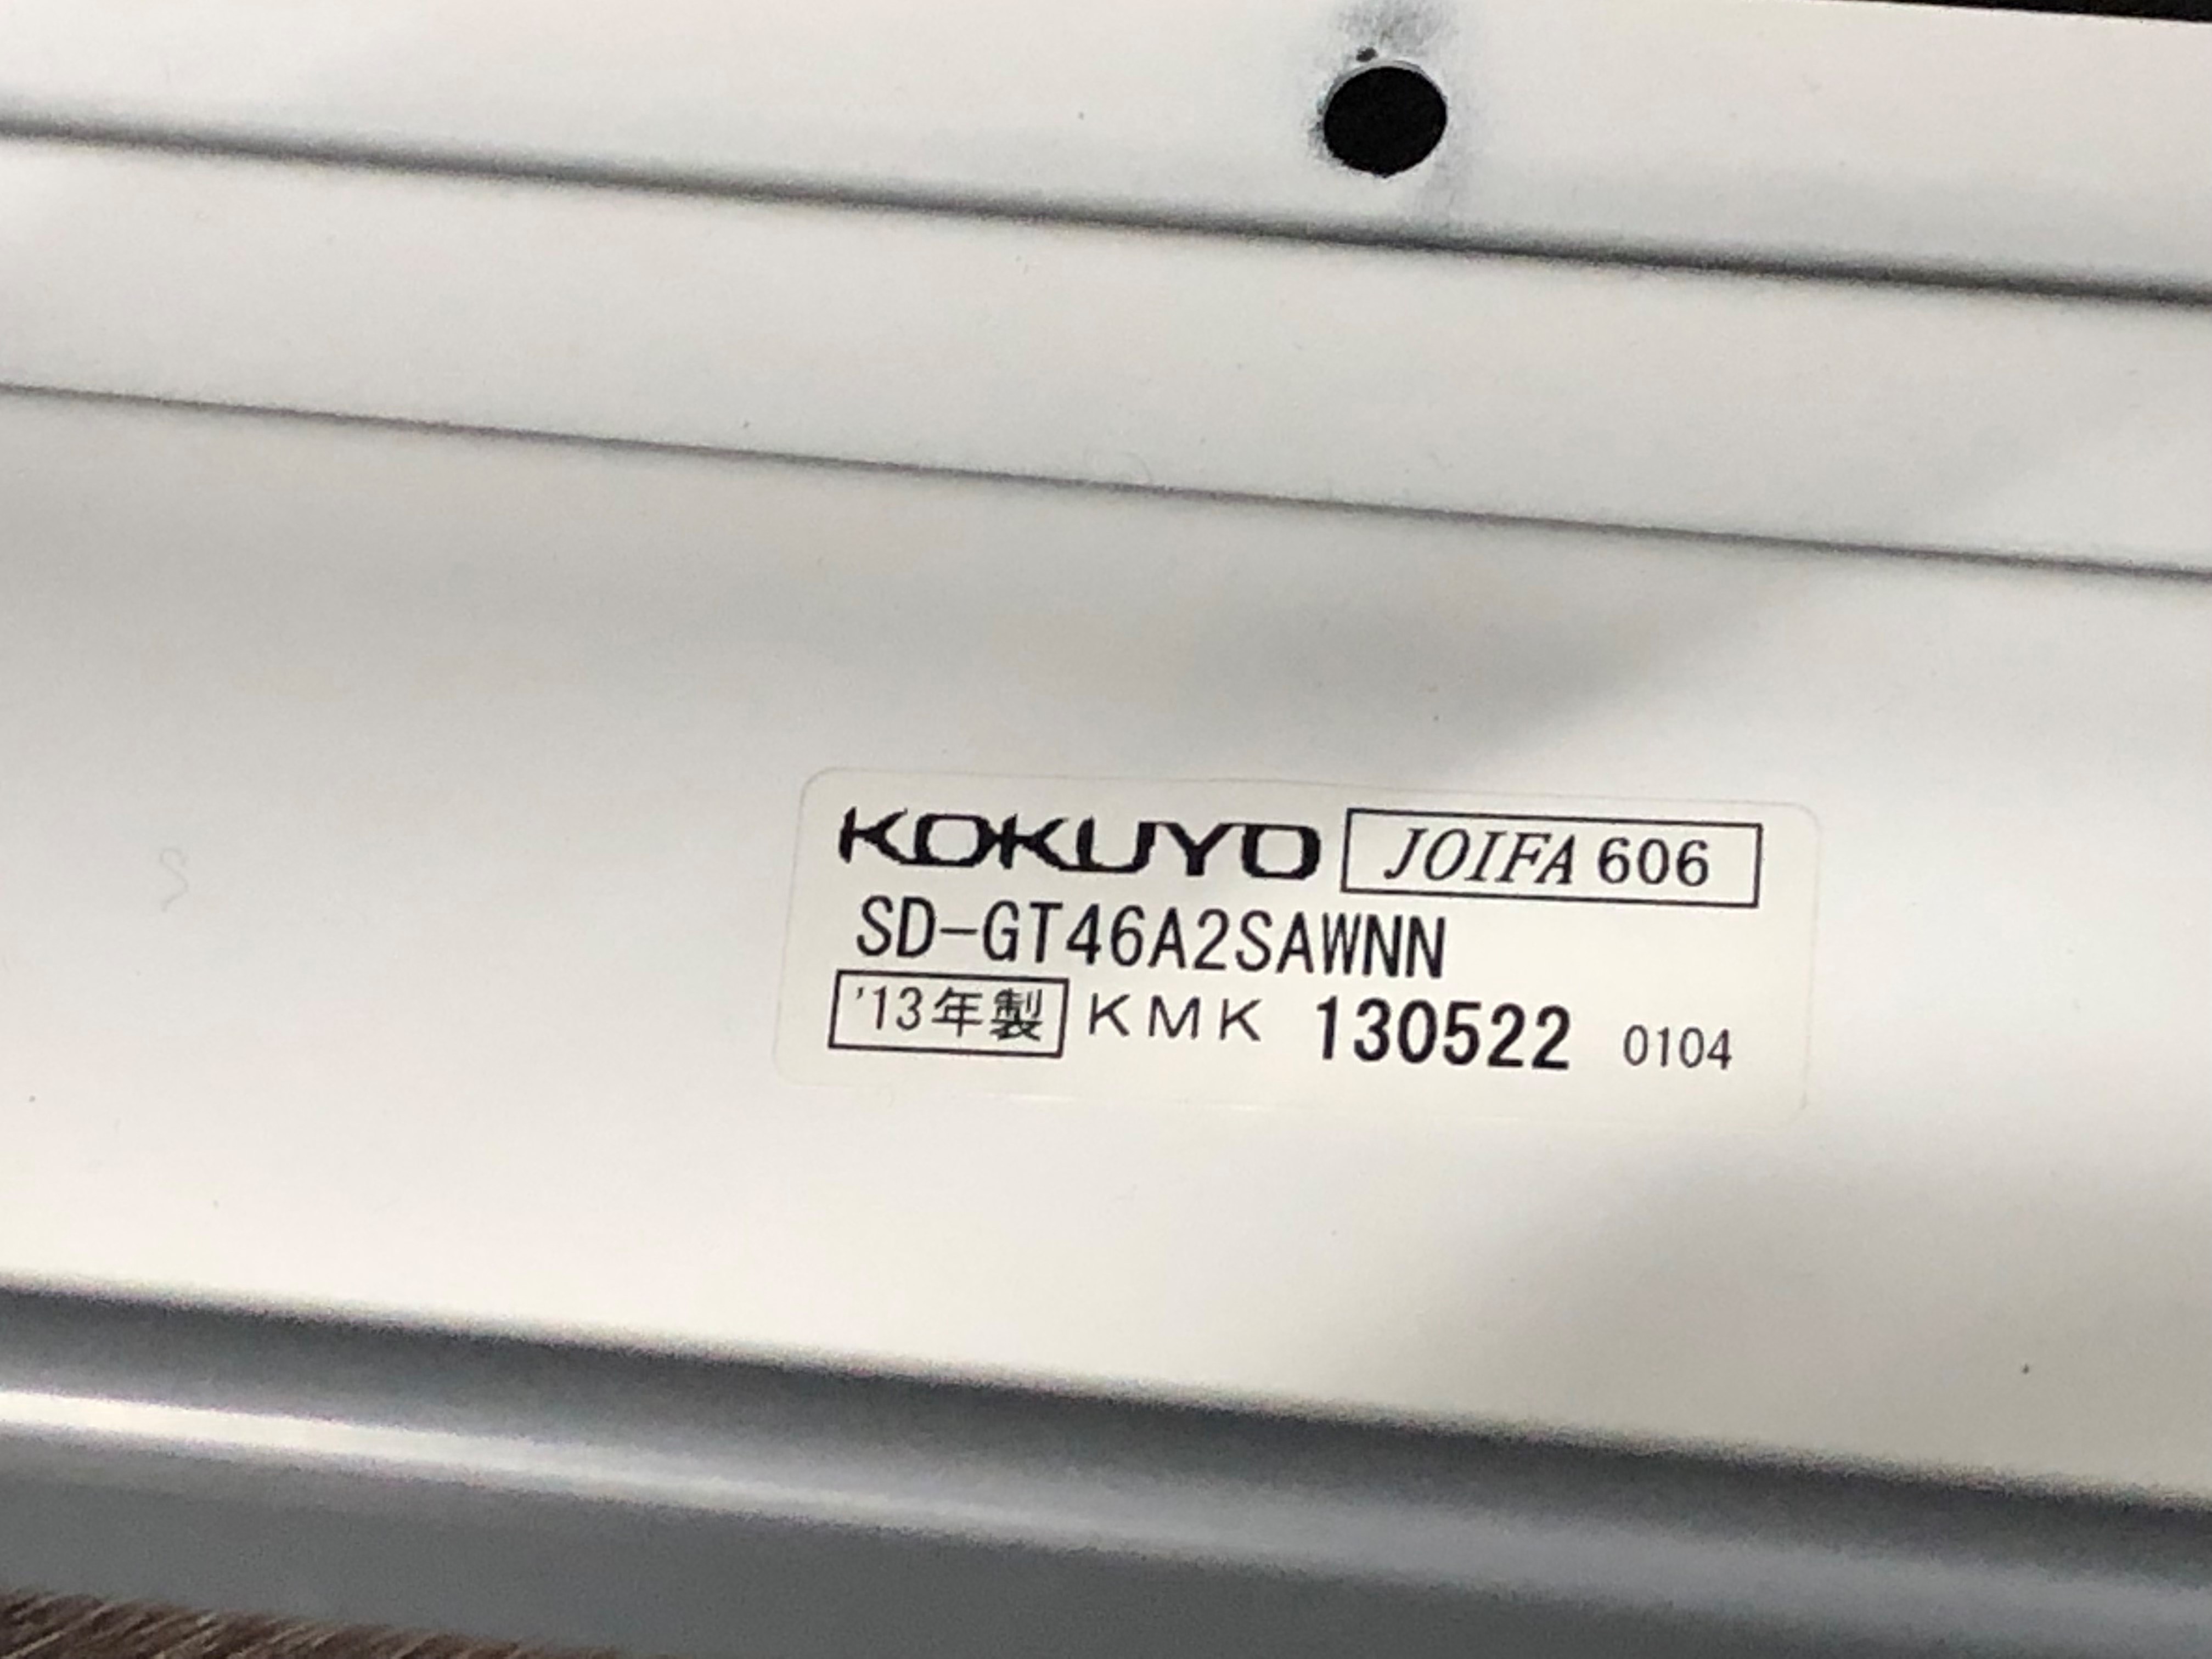 KOKUYO JOIFA 606
SD-GT46A2SAWNN
'13年製 KMK 130522 0104